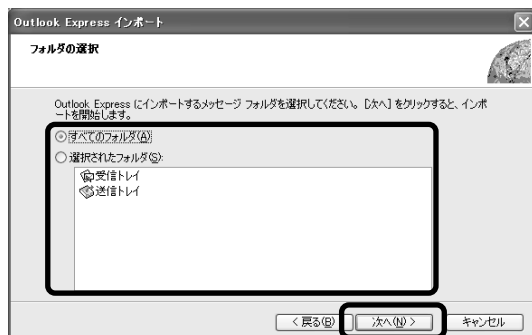 Outlook Express インポート
フォルダの選択
Outlook Express にインポートするメッセージ フォルダを選択してください。[次へ] をクリックすると、インポ
ートを開始します。
すべてのフォルダ(A)
選択されたフォルダ(S):
受信トレイ
送信トレイ
< 戻る(B)
次へ(N) >
キャンセル